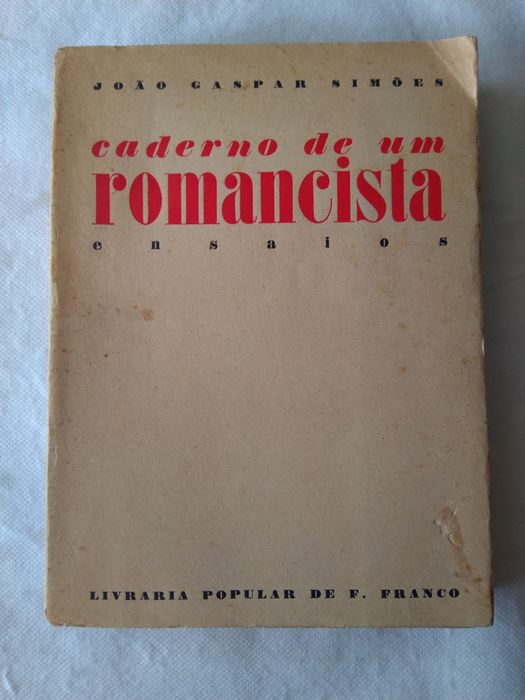 JOÃO GASPAR SIMÕES
caderno de um
romancista
ensaios
LIVRARIA POPULAR DE F. FRANCO